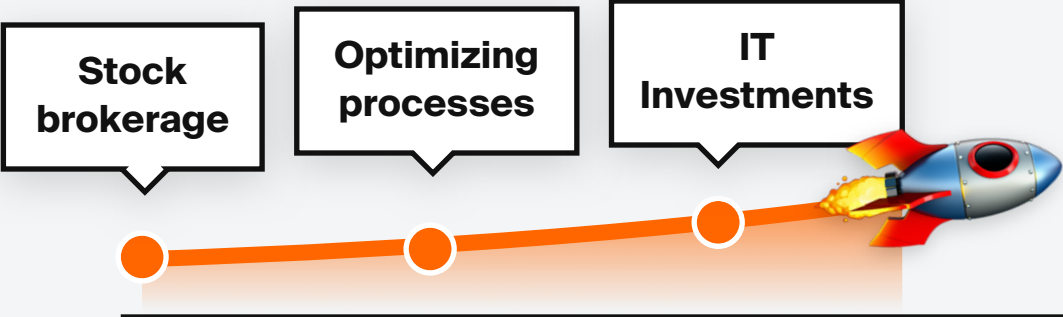 Stock
brokerage
Optimizing
processes
IT
Investments